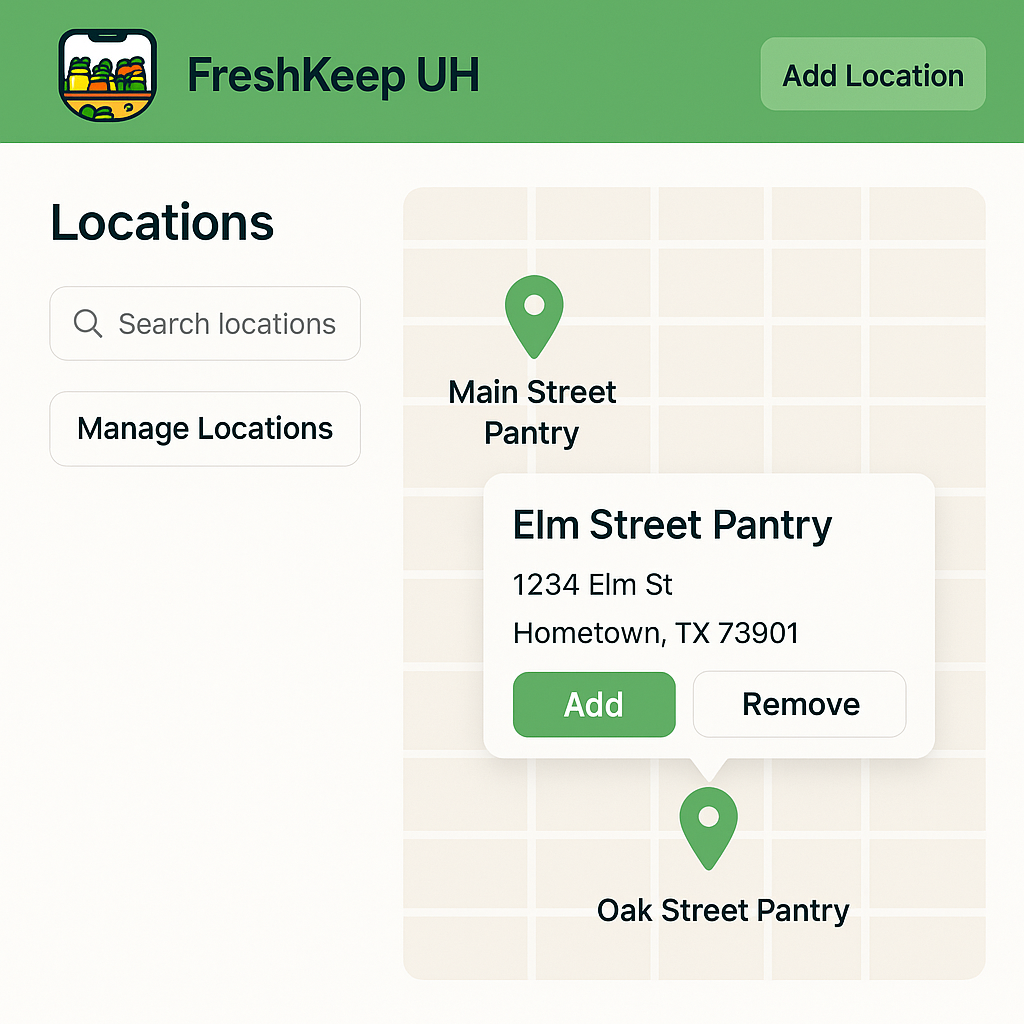 FreshKeep UH
Add Location
Locations
Search locations
Manage Locations
Main Street
Pantry
Elm Street Pantry
1234 Elm St
Hometown, TX 73901
Add
Remove
Oak Street Pantry